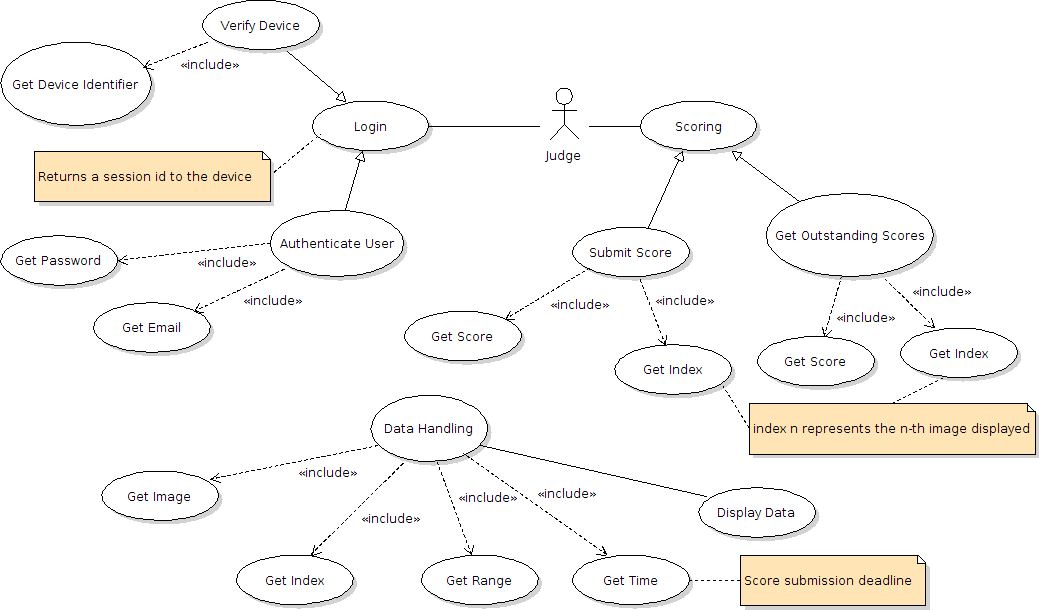 Verify Device
«include»
Get Device Identifier
Login
Judge
Scoring
Returns a session id to the device
Authenticate User
Get Password
«include»
«include»
Get Email
Submit Score
Get Outstanding Scores
«include»
«include»
«include»
«include»
Get Score
Get Index
Get Score
Get Index
index n represents the n-th image displayed
Data Handling
«include»
«include»
«include»
«include»
Get Image
Display Data
Get Index
Get Range
Get Time
Score submission deadline